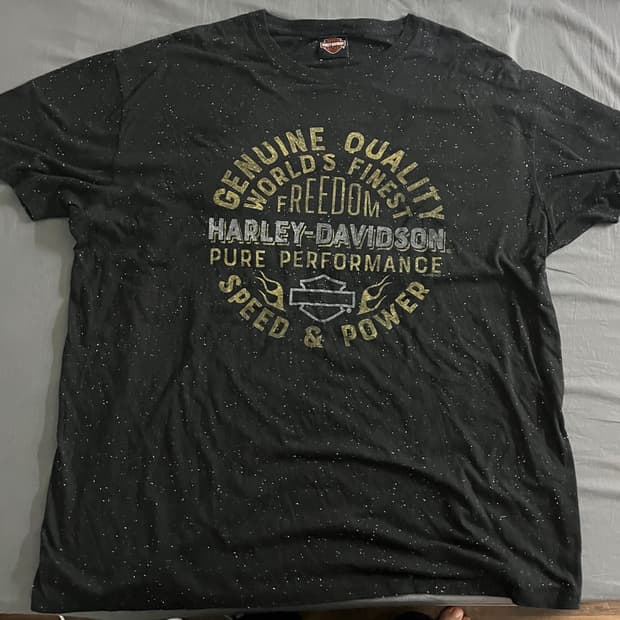 GENUINE QUALITY
WORLD'S FINEST
FREEDOM
HARLEY-DAVIDSON
PURE PERFORMANCE
SPEED & POWER